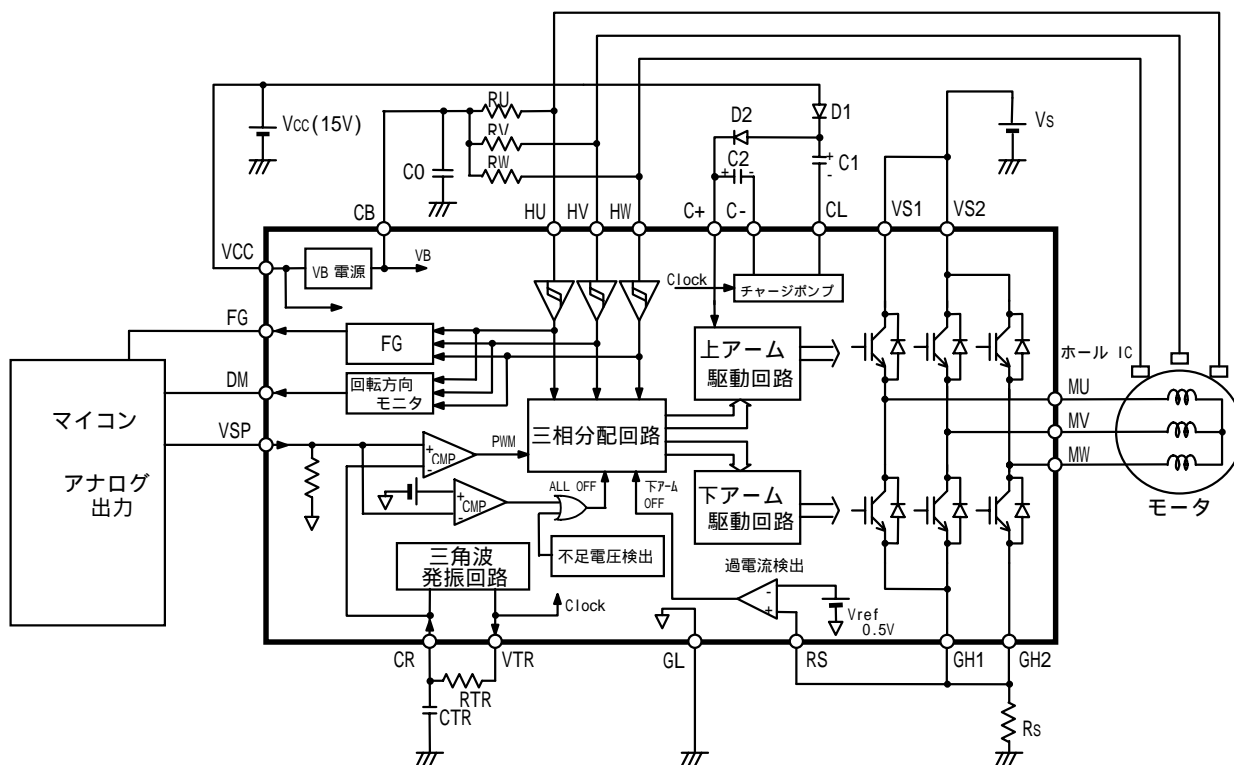 VCC(15V)
RU
RV
RW
C0
D2
D1
C2
+
-
+
-
C1
VS
CB
HU
HV
HW
C+
C-
CL
VS1
VS2
VCC
VB 電源
VB
Clock
チャージポンプ
FG
FG
上アーム
駆動回路
ホール IC
DM
回転方向
モニタ
MU
マイコン
アナログ
出力
VSP
+
-
CMP
PWM
三相分配回路
MV
MW
モータ
+
-
CMP
ALL OFF
下アーム
OFF
下アーム
駆動回路
不足電圧検出
三角波
発振回路
過電流検出
-
+
Clock
Vref
0.5V
CR
VTR
GL
RS
GH1
GH2
RTR
CTR
RS